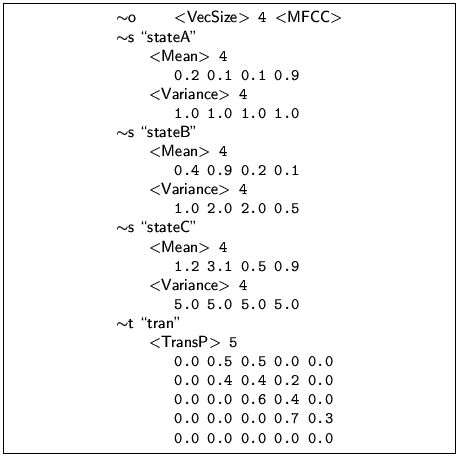 ~o <VecSize> 4 <MFCC>
~s “stateA”
<Mean> 4
0.2 0.1 0.1 0.9
<Variance> 4
1.0 1.0 1.0 1.0
~s “stateB”
<Mean> 4
0.4 0.9 0.2 0.1
<Variance> 4
1.0 2.0 2.0 0.5
~s “stateC”
<Mean> 4
1.2 3.1 0.5 0.9
<Variance> 4
5.0 5.0 5.0 5.0
~t “tran”
<TransP> 5
0.0 0.5 0.5 0.0 0.0
0.0 0.4 0.4 0.2 0.0
0.0 0.0 0.6 0.4 0.0
0.0 0.0 0.0 0.7 0.3
0.0 0.0 0.0 0.0 0.0